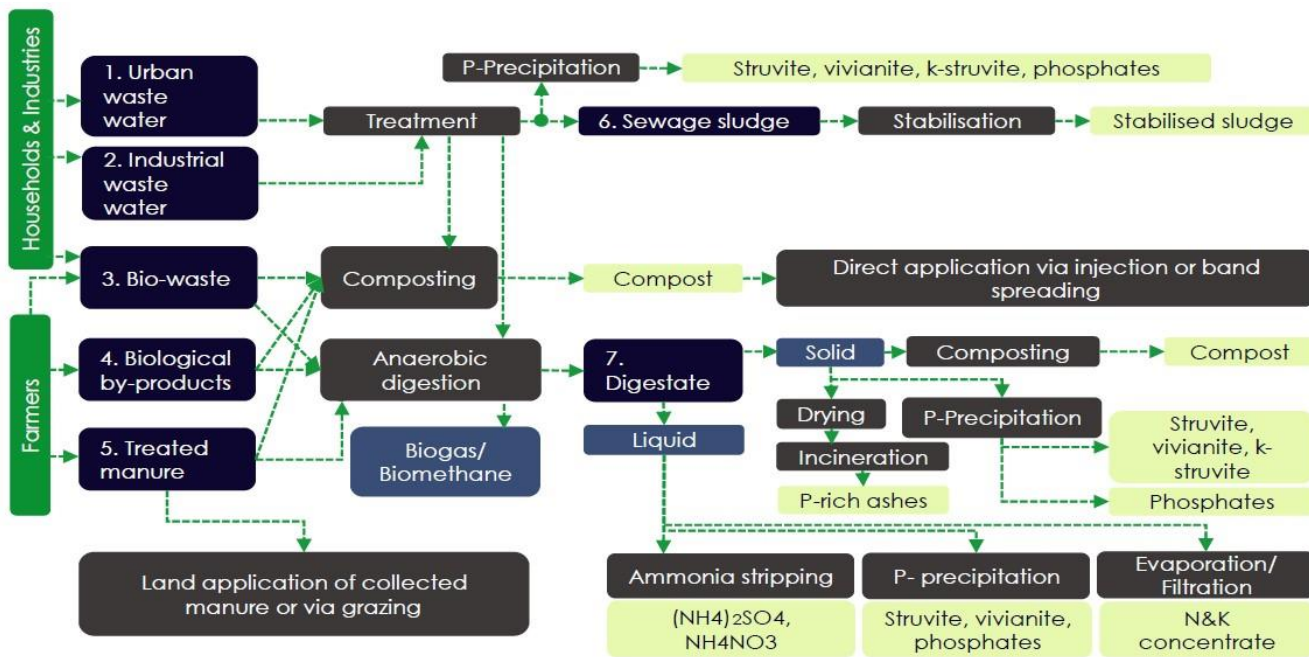 Households & Industries
Farmers
1. Urban
waste
water
2. Industrial
waste
water
3. Bio-waste
4. Biological
by-products
5. Treated
manure
Land application of collected
manure or via grazing
Treatment
P-Precipitation
Struvite, vivianite, k-struvite, phosphates
6. Sewage sludge
Stabilisation
Stabilised sludge
Composting
Compost
Direct application via injection or band
spreading
Anaerobic
digestion
Biogas/
Biomethane
7.
Digestate
Solid
Composting
Compost
Liquid
Drying
Incineration
P-rich ashes
P-Precipitation
Struvite,
vivianite, k-
struvite
Phosphates
Ammonia stripping
(NH4)2SO4,
NH4NO3
P- precipitation
Struvite, vivianite,
phosphates
Evaporation/
Filtration
N&K
concentrate